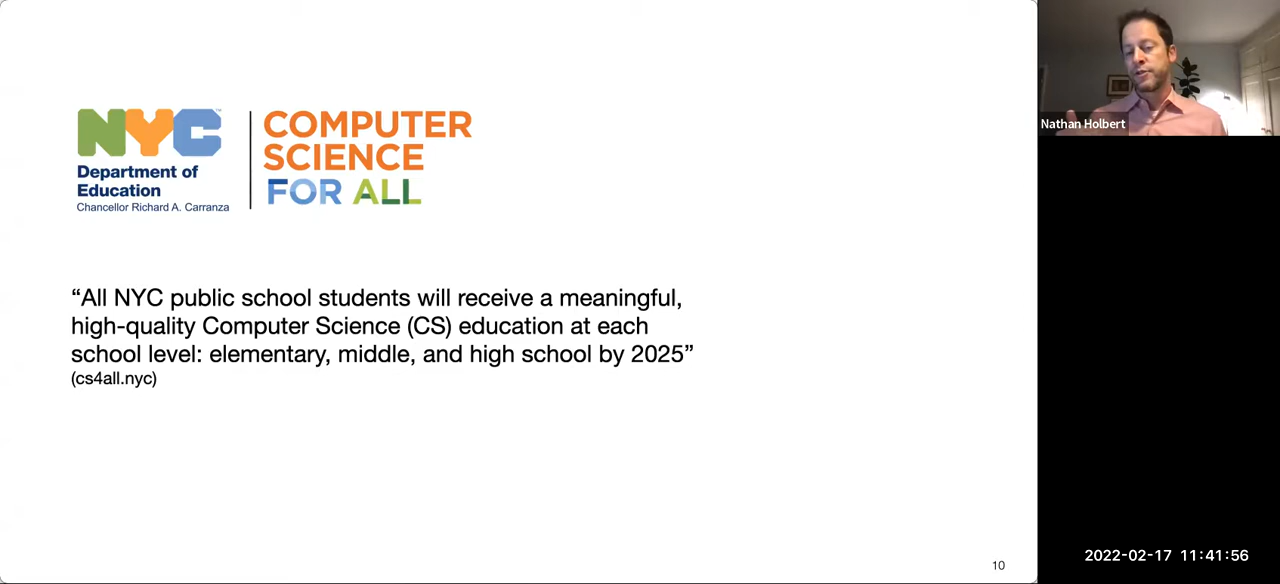 NYC™
Department of
Education
Chancellor Richard A. Carranza
COMPUTER
SCIENCE
FOR ALL
“All NYC public school students will receive a meaningful,
high-quality Computer Science (CS) education at each
school level: elementary, middle, and high school by 2025”
(cs4all.nyc)
10
Nathan Holbert
2022-02-17 11:41:56